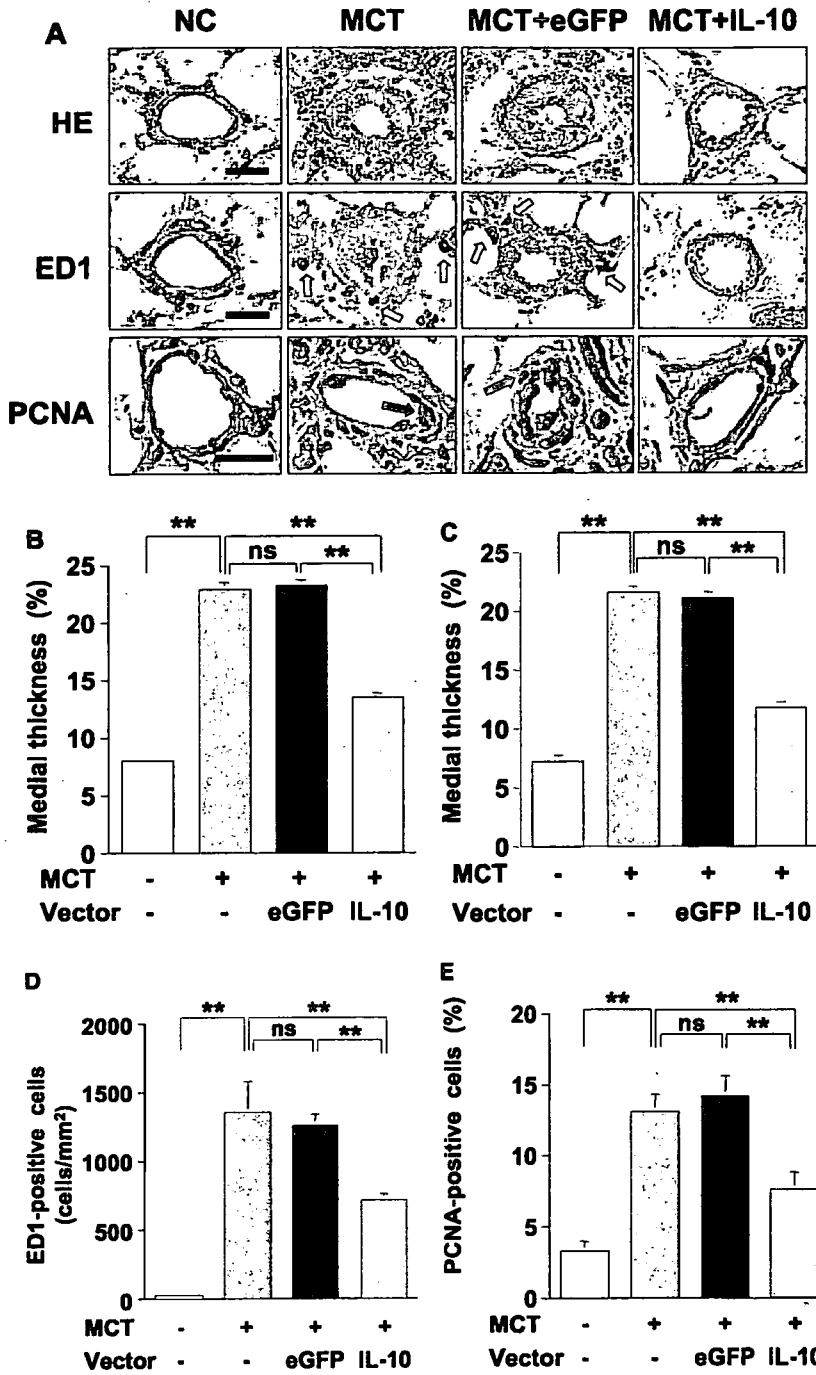 A
NC MCT MCT+eGFP MCT+IL-10
HE
ED1
PCNA
B
** **
ns **
Medial thickness (%)
25
20
15
10
5
0
MCT - + + +
Vector - - eGFP IL-10
C
** **
ns **
Medial thickness (%)
25
20
15
10
5
0
MCT - + + +
Vector - - eGFP IL-10
D
** **
ns **
ED1-positive cells
(cells/mm²)
2000
1500
1000
500
0
MCT - + + +
Vector - - eGFP IL-10
E
** **
ns **
PCNA-positive cells (%)
20
15
10
5
0
MCT - + + +
Vector - - eGFP IL-10